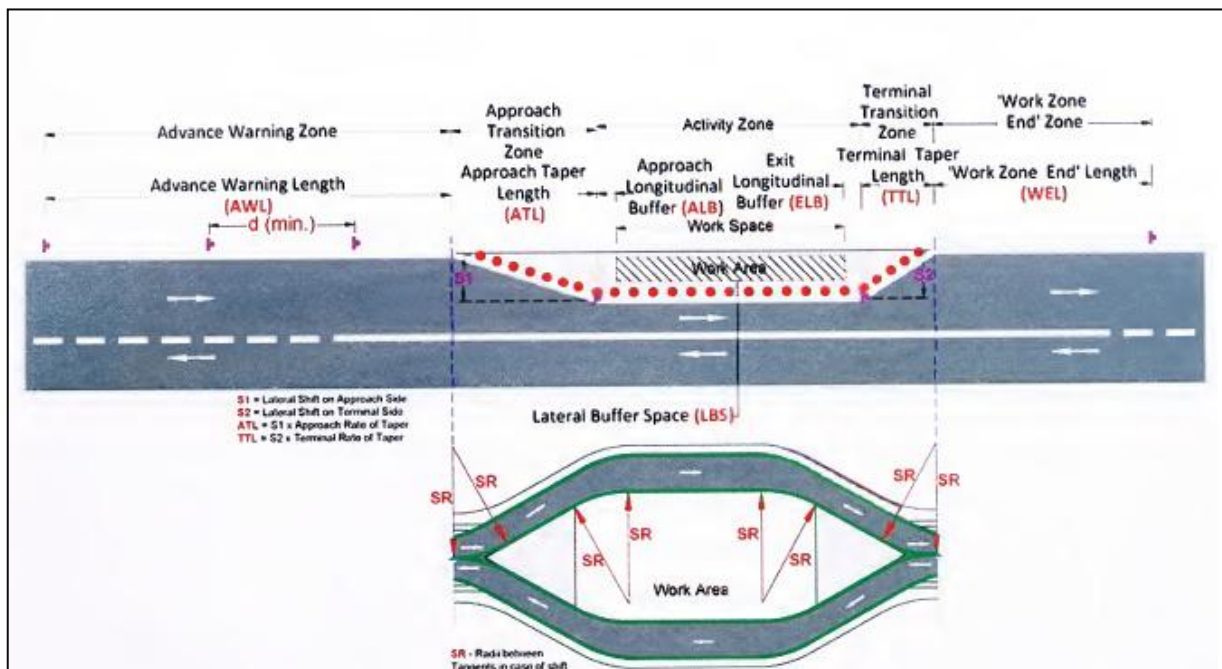 Advance Warning Zone
Approach
Transition
Zone
Activity Zone
Terminal
Transition
Zone
'Work Zone
End' Zone
Advance Warning Length
(AWL)
d (min.)
Approach Taper
Length
(ATL)
Approach
Longitudinal
Buffer (ALB)
Exit
Longitudinal
Buffer (ELB)
Work Space
Terminal Taper
Length
(TTL)
'Work Zone End' Length
(WEL)
S1
Work Area
S2
S1 = Lateral Shift on Approach Side
S2 = Lateral Shift on Terminal Side
ATL = S1 x Approach Rate of Taper
TTL = S2 x Terminal Rate of Taper
Lateral Buffer Space (LBS)
SR
SR
SR
SR
SR
SR
SR
SR
Work Area
SR - Radii between
Tangents in case of shift